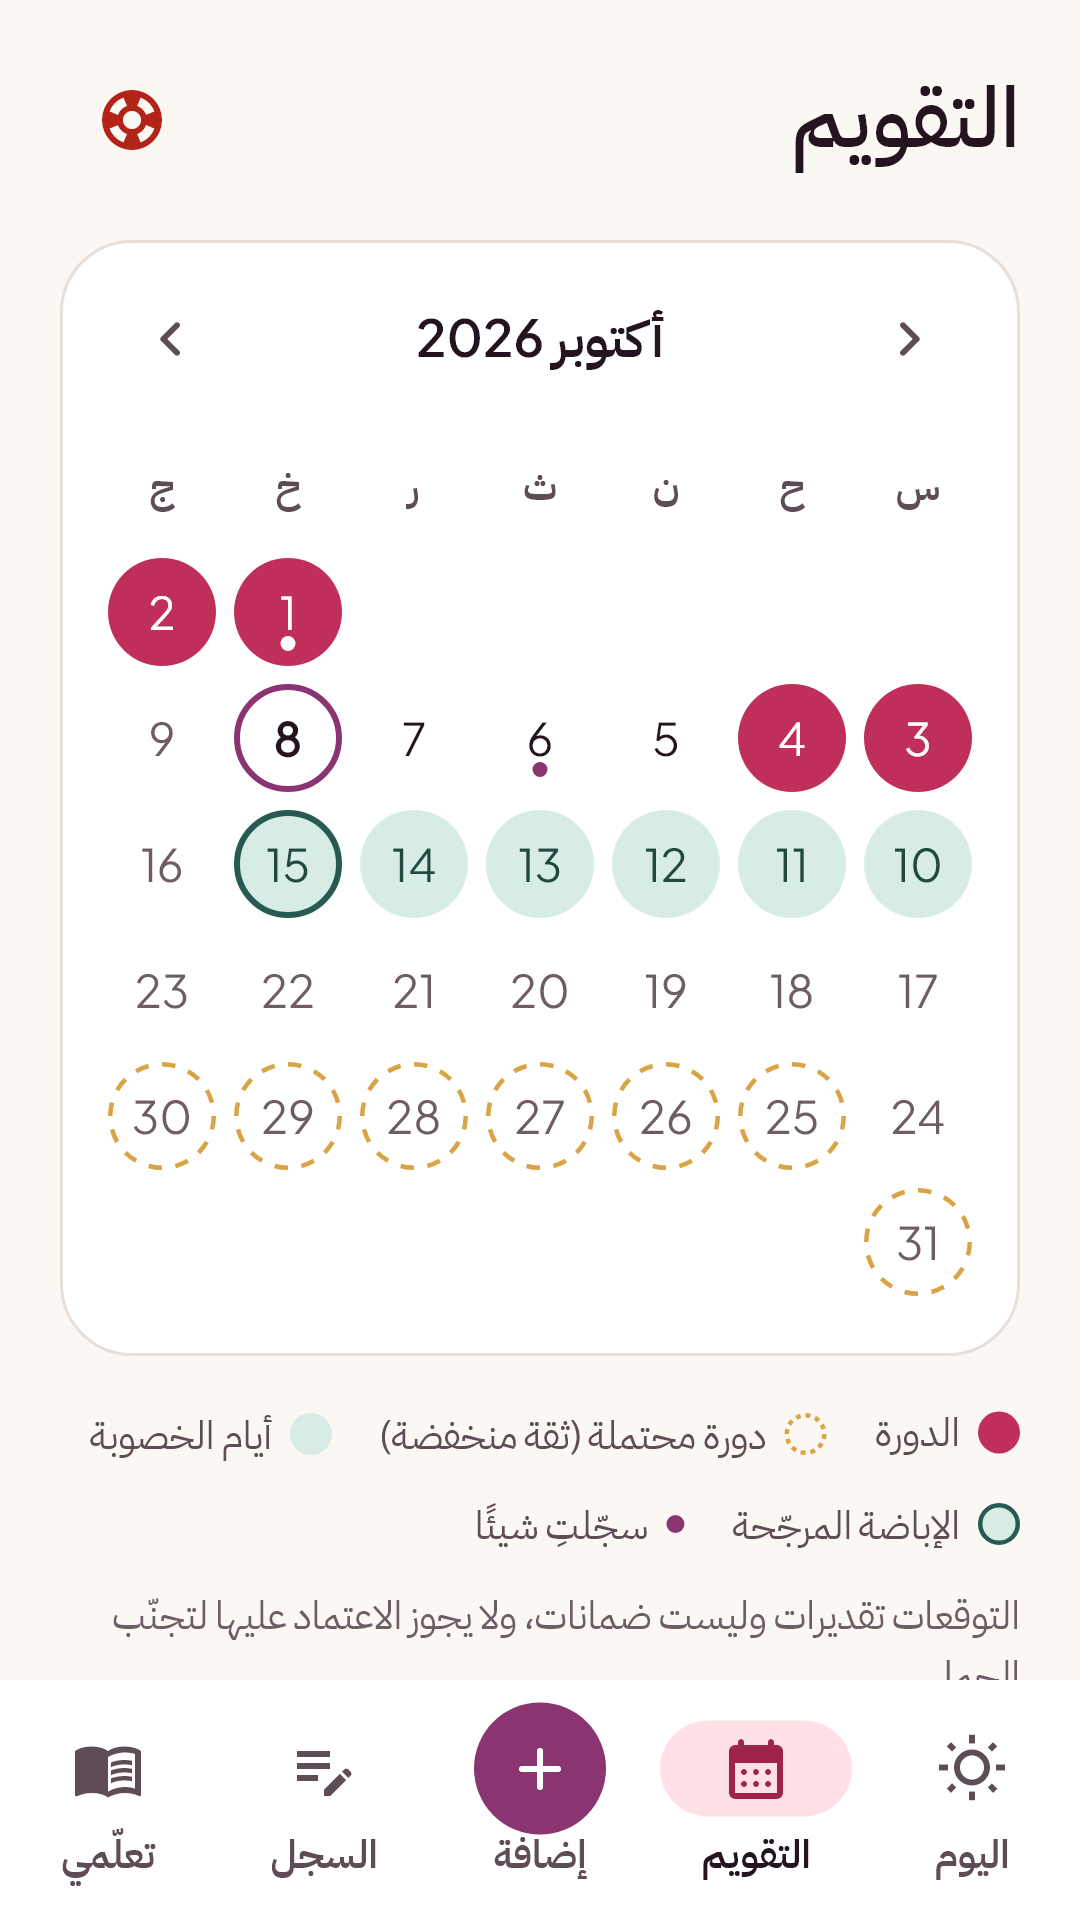 التقويم
أكتوبر 2026
س ح ن ث ر خ ج
1 2
3 4 5 6 7 8 9
10 11 12 13 14 15 16
17 18 19 20 21 22 23
24 25 26 27 28 29 30
31
الدورة دورة محتملة (ثقة منخفضة) أيام الخصوبة
الإباضة المرجّحة سجّلتِ شيئًا
التوقعات تقديرات وليست ضمانات، ولا يجوز الاعتماد عليها لتجنّب
اليوم التقويم إضافة السجل تعلّمي